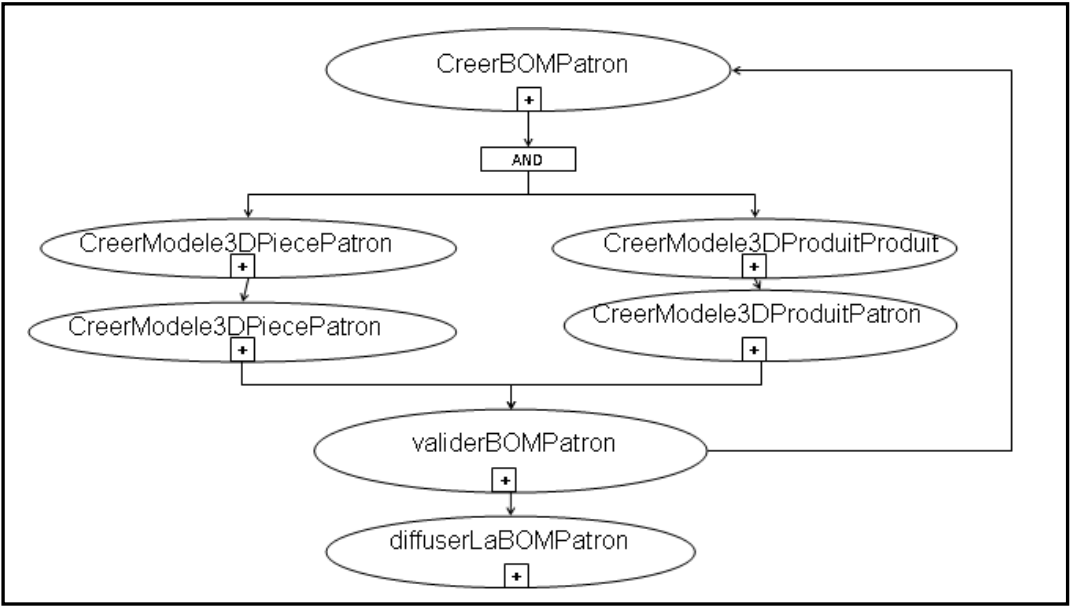 CreerBOMPatron
+
AND
CreerModele3DPiecePatron
+
CreerModele3DProduitProduit
+
CreerModele3DPiecePatron
+
CreerModele3DProduitPatron
+
validerBOMPatron
+
diffuserLaBOMPatron
+